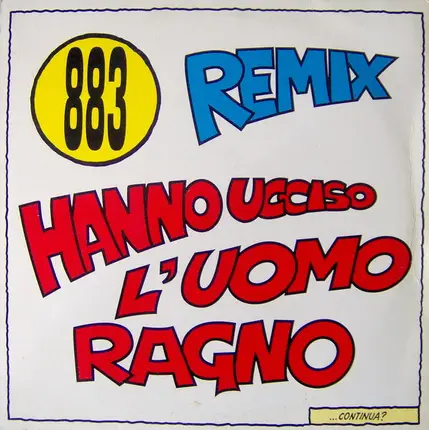 883
REMIX
HANNO UCCISO
L'UOMO
RAGNO
...CONTINUA?